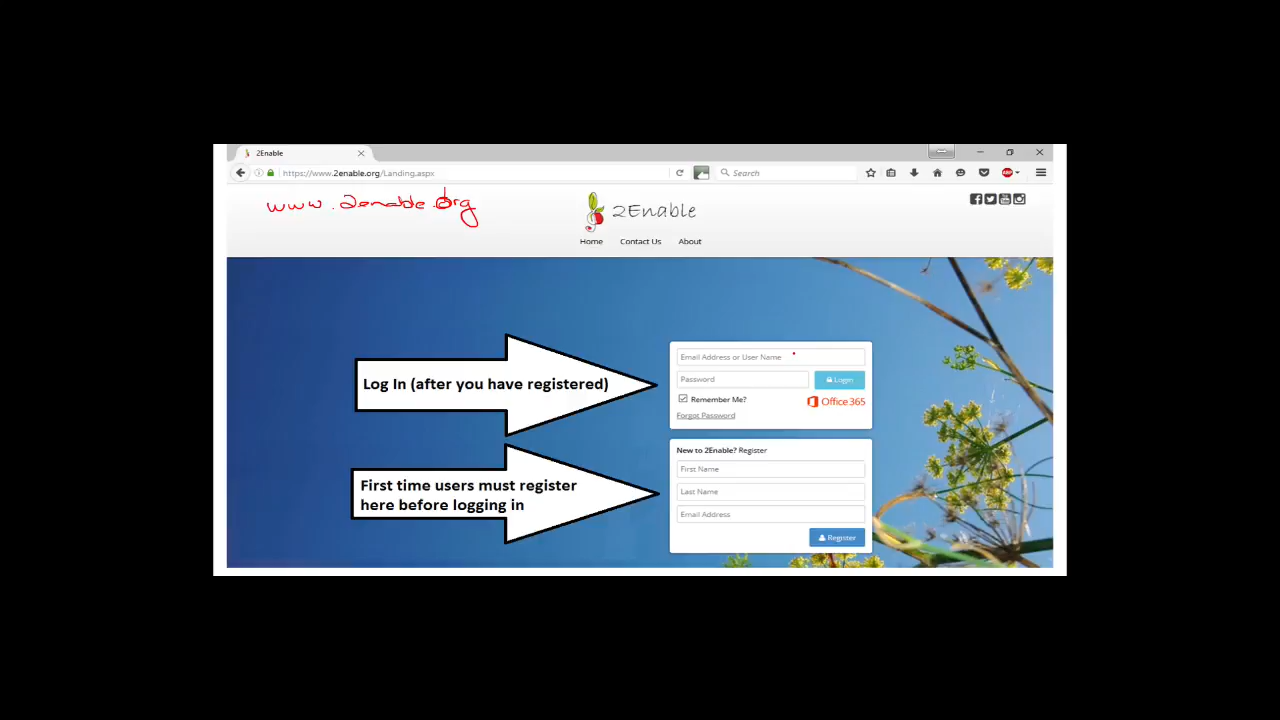 2Enable
https://www.2enable.org/Landing.aspx
Search
www.2enable.org
2Enable
Home Contact Us About
Email Address or User Name
Log In (after you have registered)
Password Login
Remember Me? Office 365
Forgot Password
New to 2Enable? Register
First Name
First time users must register
here before logging in
Last Name
Email Address
Register